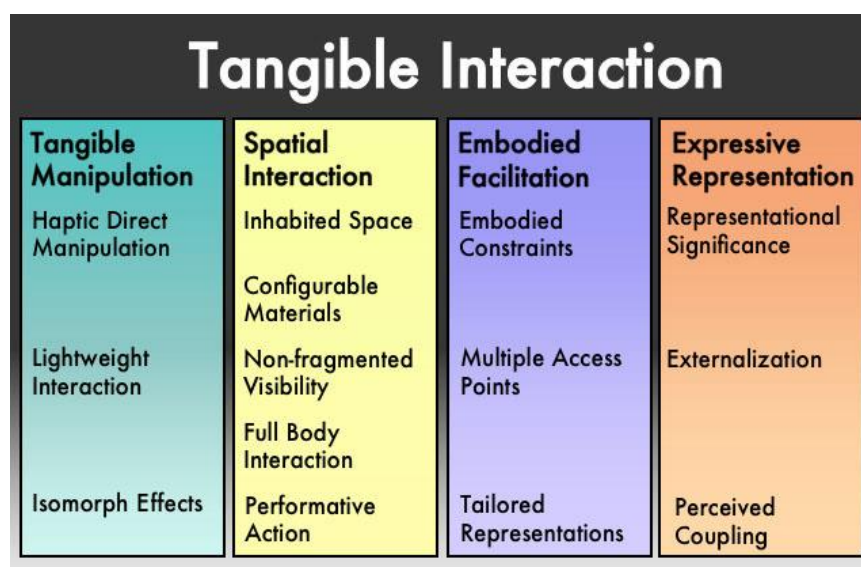 Tangible Interaction
Tangible
Manipulation
Haptic Direct
Manipulation
Lightweight
Interaction
Isomorph Effects
Spatial
Interaction
Inhabited Space
Configurable
Materials
Non-fragmented
Visibility
Full Body
Interaction
Performative
Action
Embodied
Facilitation
Embodied
Constraints
Multiple Access
Points
Tailored
Representations
Expressive
Representation
Representational
Significance
Externalization
Perceived
Coupling